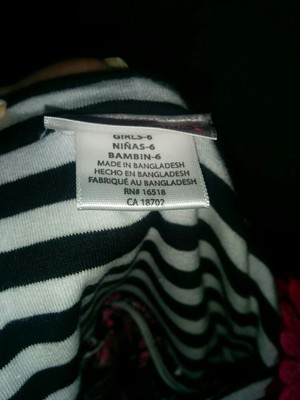 GIRLS-6
NIÑAS-6
BAMBIN-6
MADE IN BANGLADESH
HECHO EN BANGLADESH
FABRIQUÉ AU BANGLADESH
RN# 16518
CA 18702